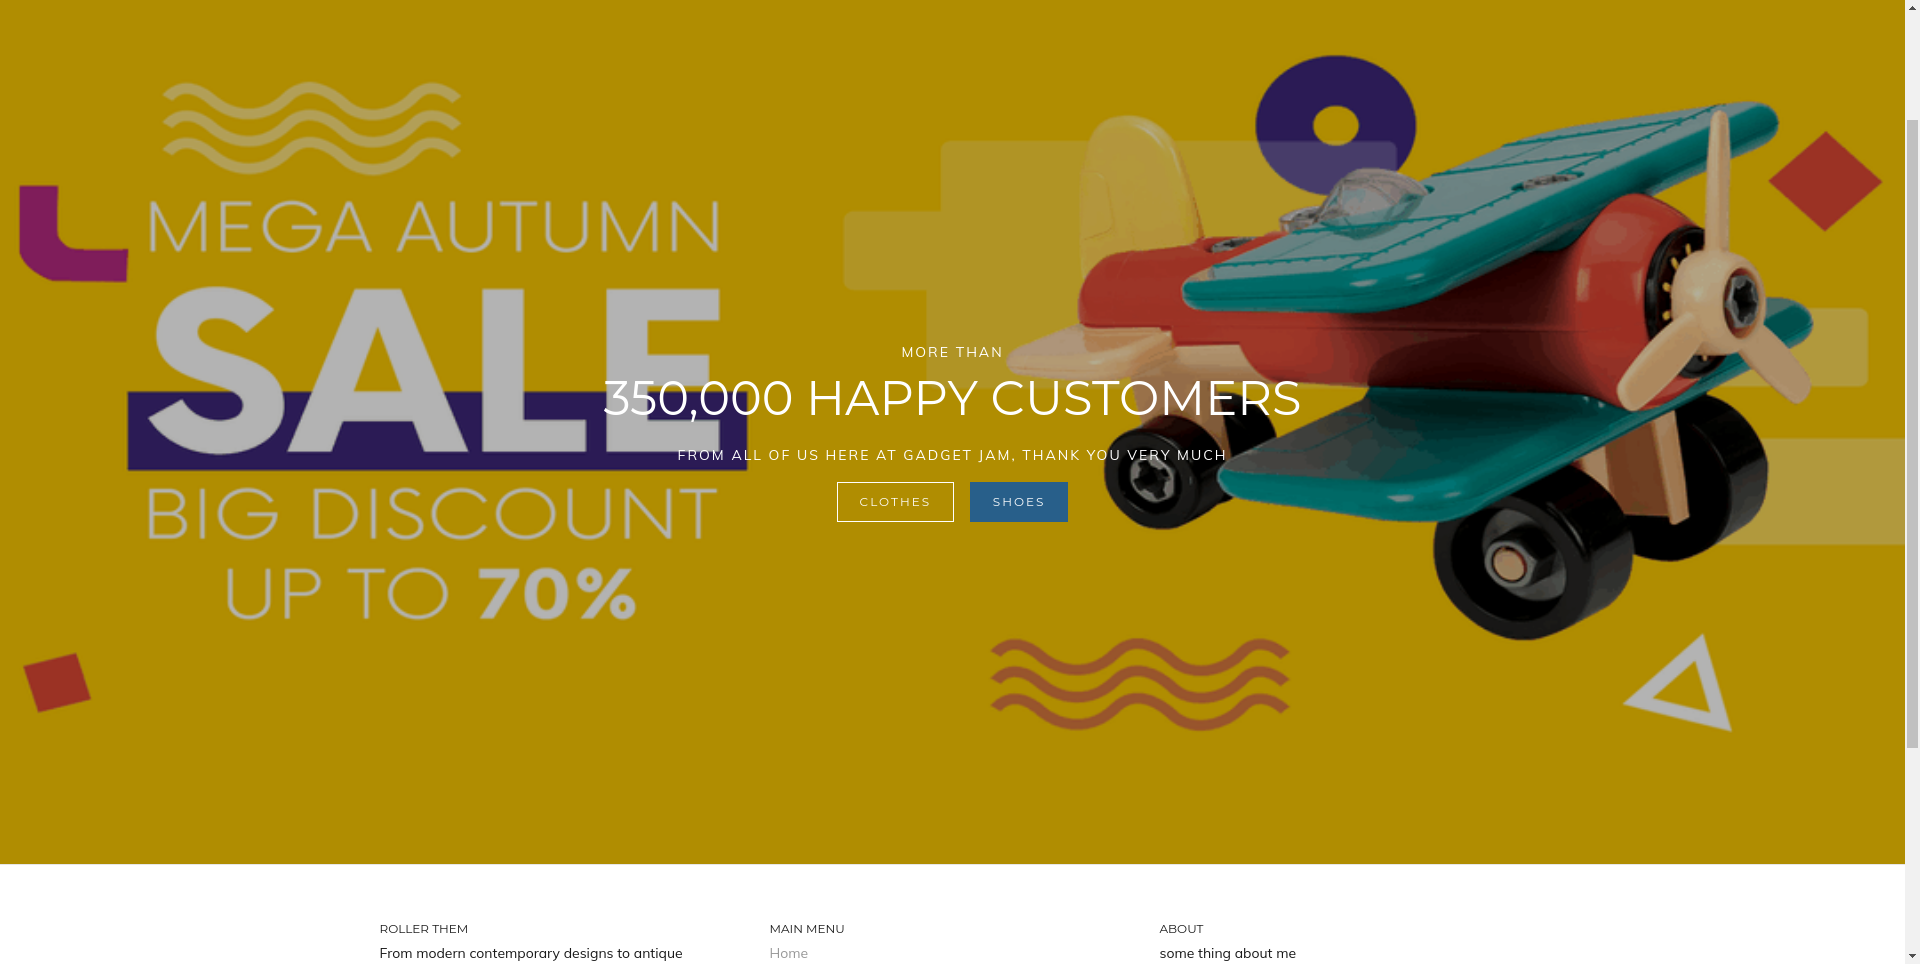 MEGA AUTUMN
SALE
BIG DISCOUNT
UP TO 70%
MORE THAN
350,000 HAPPY CUSTOMERS
FROM ALL OF US HERE AT GADGET JAM, THANK YOU VERY MUCH
CLOTHES
SHOES
ROLLER THEM
From modern contemporary designs to antique
MAIN MENU
Home
ABOUT
some thing about me